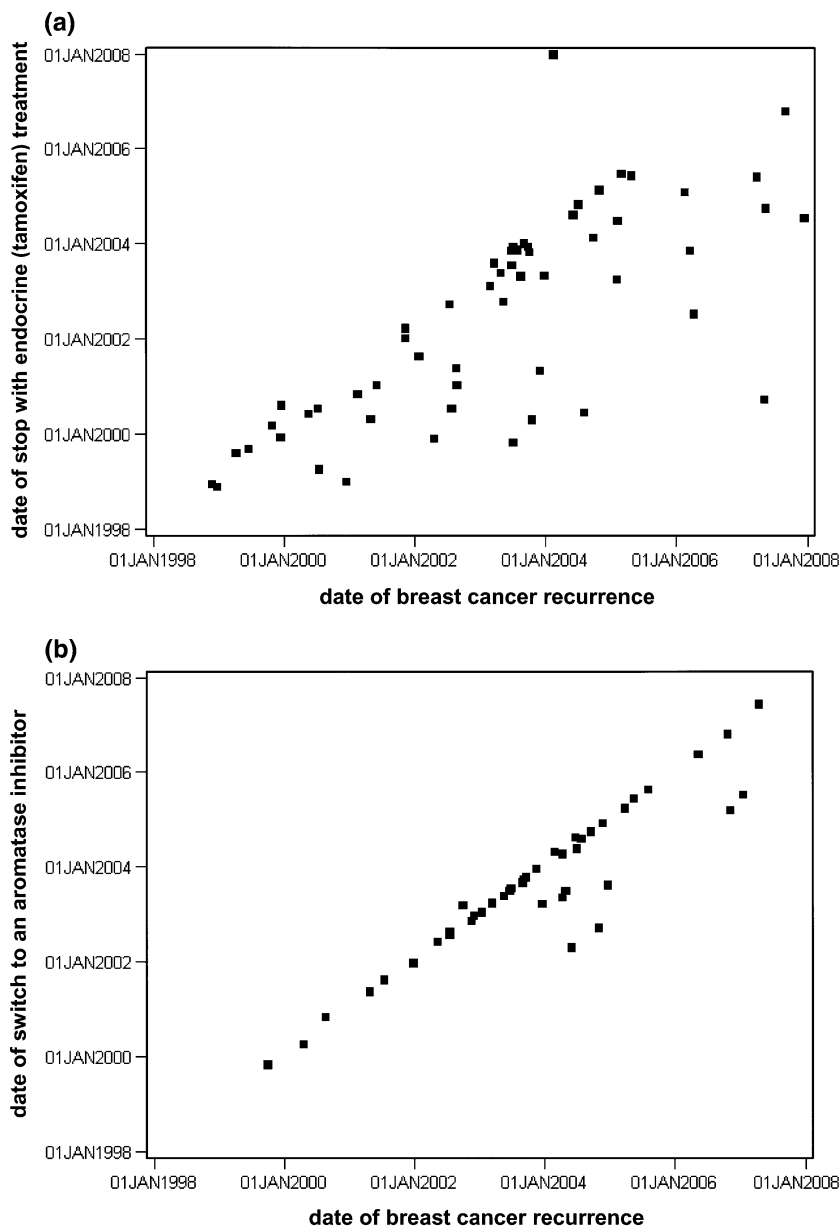 (a)
date of stop with endocrine (tamoxifen) treatment
01JAN2008
01JAN2006
01JAN2004
01JAN2002
01JAN2000
01JAN1998
01JAN1998 01JAN2000 01JAN2002 01JAN2004 01JAN2006 01JAN2008
date of breast cancer recurrence
(b)
date of switch to an aromatase inhibitor
01JAN2008
01JAN2006
01JAN2004
01JAN2002
01JAN2000
01JAN1998
01JAN1998 01JAN2000 01JAN2002 01JAN2004 01JAN2006 01JAN2008
date of breast cancer recurrence